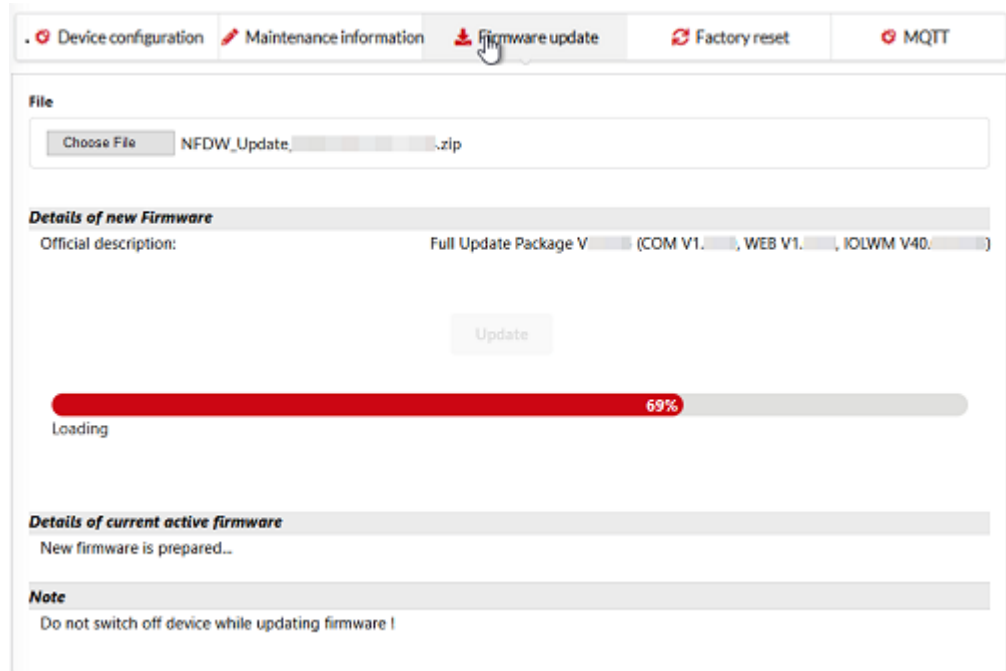 . Device configuration Maintenance information Firmware update Factory reset MQTT
File
Choose File NFDW_Update_ .zip
Details of new Firmware
Official description: Full Update Package V (COM V1. , WEB V1. , IOLWM V40. )
Update
69%
Loading
Details of current active firmware
New firmware is prepared...
Note
Do not switch off device while updating firmware !